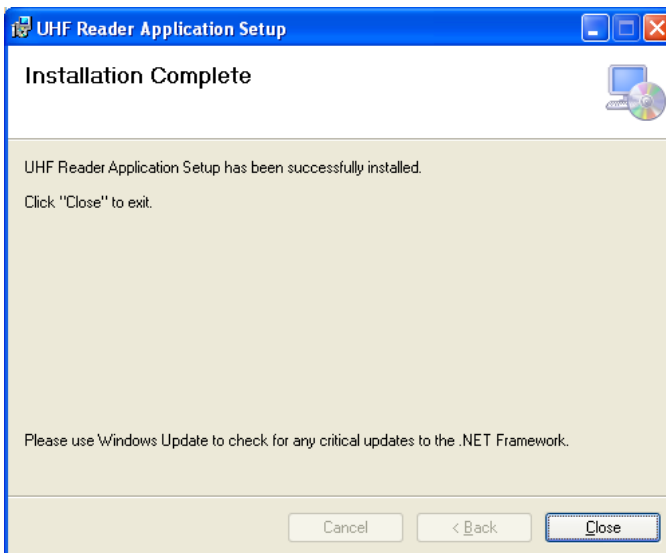 UHF Reader Application Setup
Installation Complete
UHF Reader Application Setup has been successfully installed.
Click "Close" to exit.
Please use Windows Update to check for any critical updates to the .NET Framework.
Cancel
< Back
Close